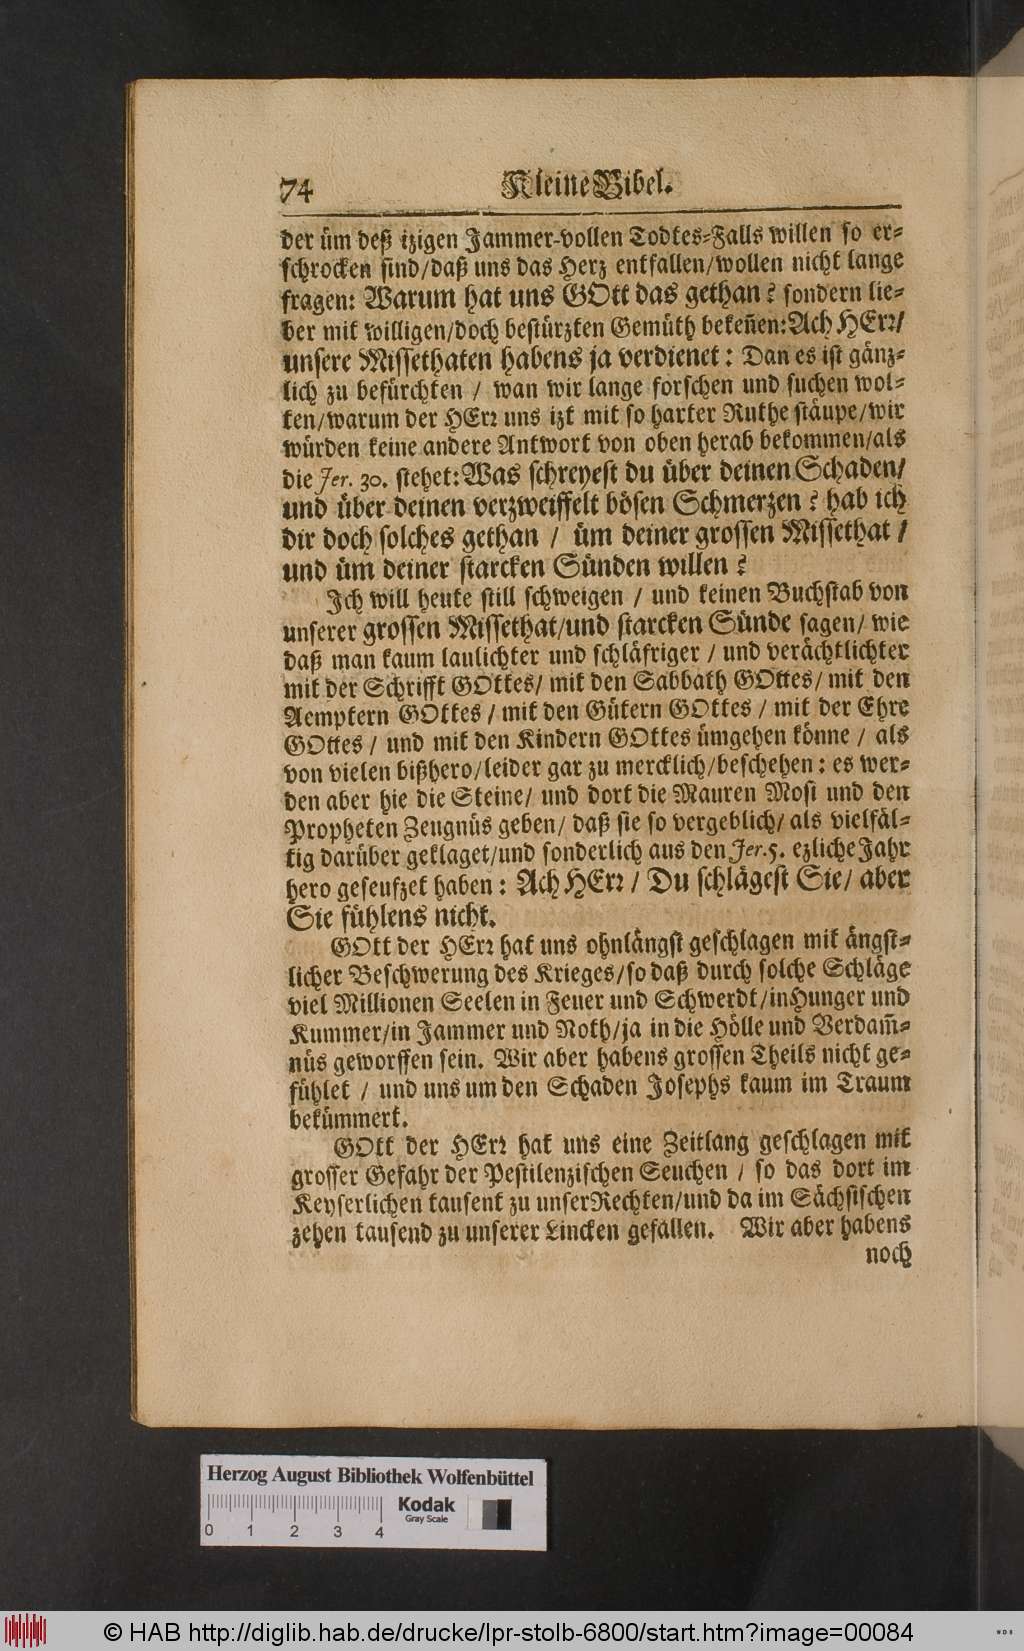 74 Kleine Bibel.
der üm deß izigen Jammer-vollen Todtes-Falls willen so er-
schrocken sind/daß uns das Herz entfallen/wollen nicht lange
fragen: Warum hat uns GOtt das gethan? sondern lie-
ber mit willigen/doch bestürzten Gemüth bekeñen: Ach HErr/
unsere Missethaten habens ja verdienet: Dan es ist gänz-
lich zu befürchten / wan wir lange forschen und suchen wol-
ten/warum der HErr uns izt mit so harter Ruthe stäupe/wir
würden keine andere Antwort von oben herab bekommen/als
die Jer. 30. stehet: Was schreyest du über deinen Schaden/
und über deinen verzweiffelt bösen Schmerzen? hab ich
dir doch solches gethan / üm deiner grossen Missethat /
und üm deiner starcken Sünden willen?
Ich will heute still schweigen / und keinen Buchstab von
unserer grossen Missethat/und starcken Sünde sagen/ wie
daß man kaum laulichter und schläfriger / und verächtlichter
mit der Schrifft GOttes/ mit den Sabbath GOttes/ mit den
Aemptern GOttes / mit den Gütern GOttes / mit der Ehre
GOttes / und mit den Kindern GOttes ümgehen könne / als
von vielen bißhero/leider gar zu mercklich/beschehen: es wer-
den aber hie die Steine/ und dort die Mauren Mosi und den
Propheten Zeugnüs geben/ daß sie so vergeblich/ als vielfäl-
tig darüber geklaget/und sonderlich aus den Jer. 5. ezliche Jahr
hero geseufzet haben: Ach HErr / Du schlägest Sie/ aber
Sie fühlens nicht.
GOtt der HErr hat uns ohnlängst geschlagen mit ängst-
licher Beschwerung des Krieges/so daß durch solche Schläge
viel Millionen Seelen in Feuer und Schwerdt/in Hunger und
Kummer/in Jammer und Noth/ja in die Hölle und Verdam̃-
nüs geworffen sein. Wir aber habens grossen Theils nicht ge-
fühlet / und uns um den Schaden Josephs kaum im Traum
bekümmert.
GOtt der HErr hat uns eine Zeitlang geschlagen mit
grosser Gefahr der Pestilenzischen Seuchen / so das dort im
Keyserlichen tausent zu unser Rechten/und da im Sächsischen
zehen tausend zu unserer Lincken gefallen. Wir aber habens
noch
Herzog August Bibliothek Wolfenbüttel
0 1 2 3 4
Kodak
Gray Scale
© HAB http://diglib.hab.de/drucke/lpr-stolb-6800/start.htm?image=00084
WDB